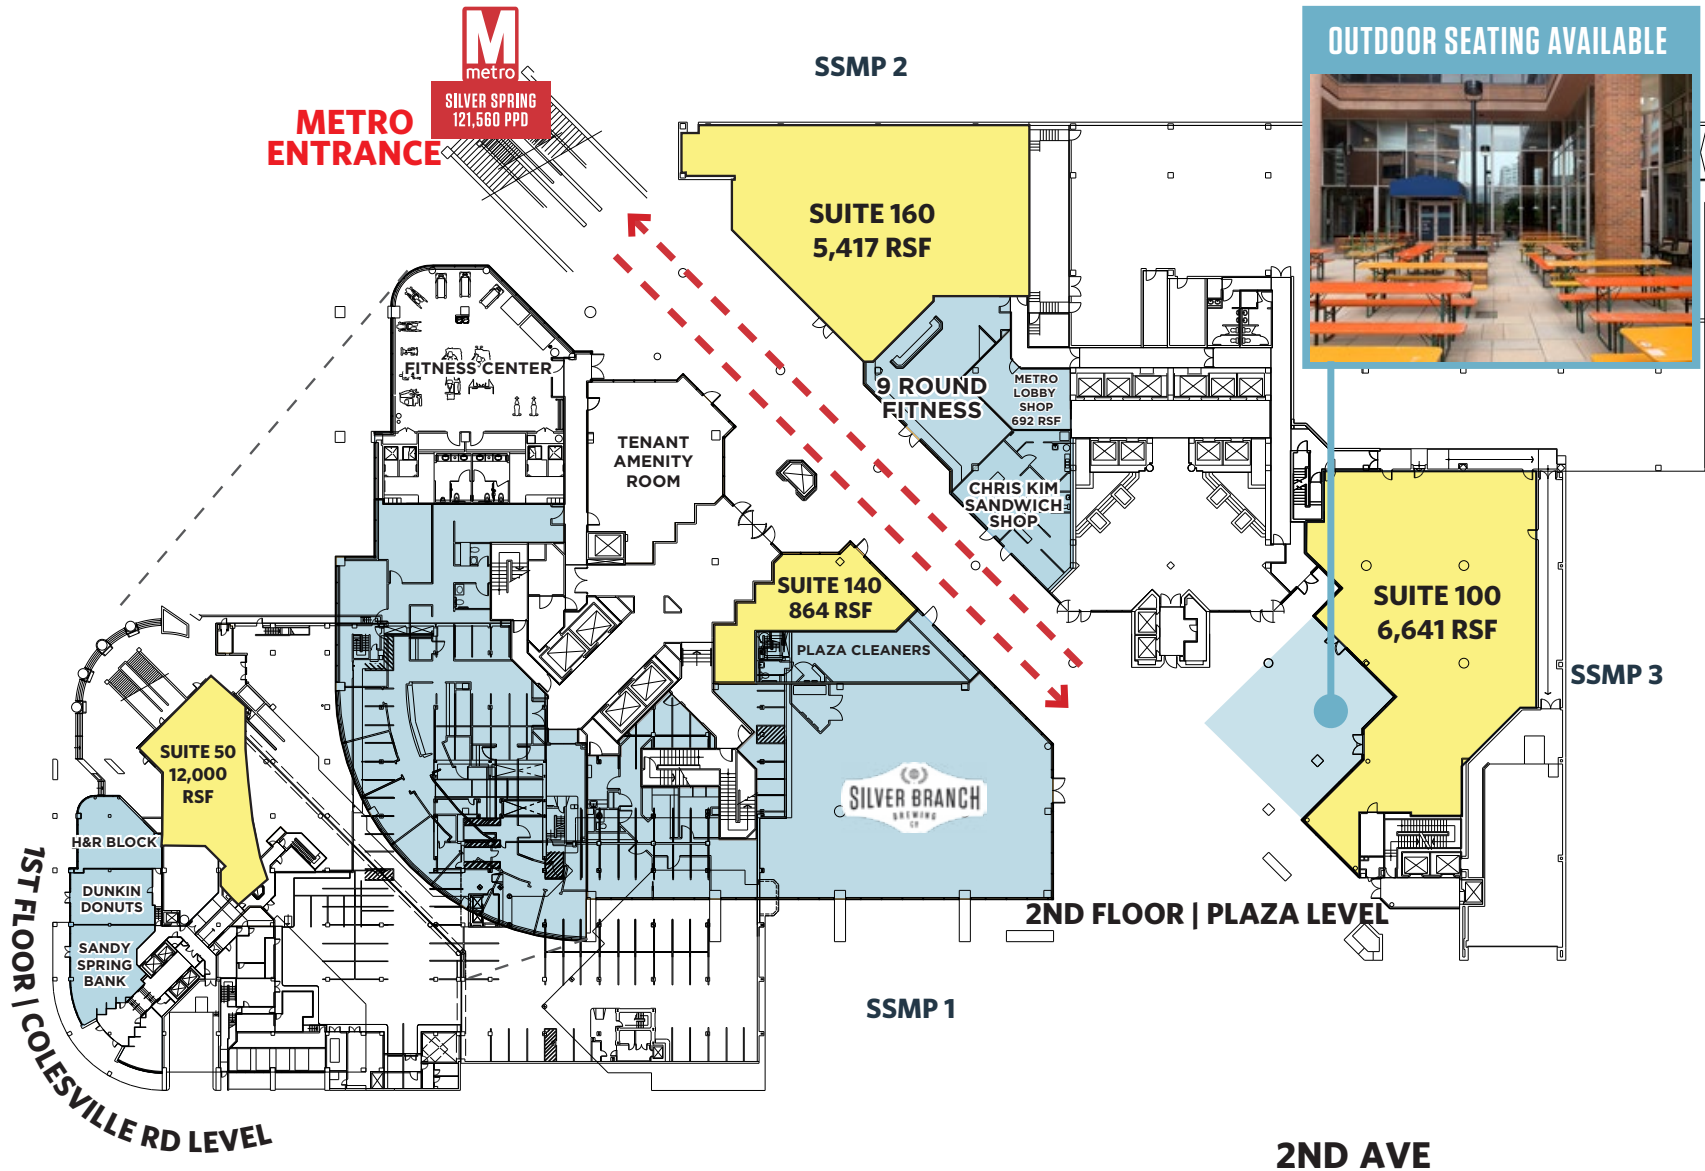 M
metro
SILVER SPRING
121,560 PPD
METRO
ENTRANCE
SSMP 2
OUTDOOR SEATING AVAILABLE
SUITE 160
5,417 RSF
FITNESS CENTER
9 ROUND
FITNESS
METRO
LOBBY
SHOP
692 RSF
TENANT
AMENITY
ROOM
CHRIS KIM
SANDWICH
SHOP
SUITE 140
864 RSF
PLAZA CLEANERS
SUITE 100
6,641 RSF
SSMP 3
SUITE 50
12,000
RSF
SILVER BRANCH
BREWING
CO
H&R BLOCK
DUNKIN
DONUTS
SANDY
SPRING
BANK
2ND FLOOR | PLAZA LEVEL
SSMP 1
1ST FLOOR | COLESVILLE RD LEVEL
2ND AVE